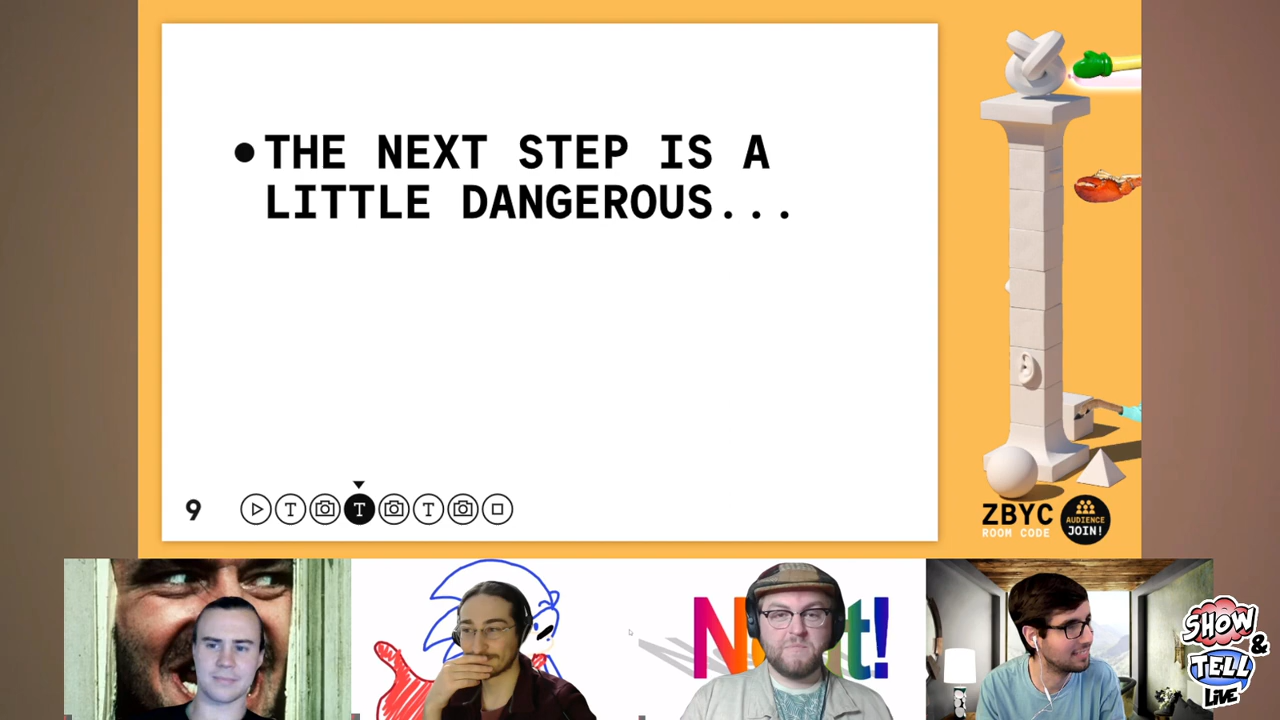 •THE NEXT STEP IS A
LITTLE DANGEROUS...
9
T
T
T
ZBYC
ROOM CODE
AUDIENCE
JOIN!
SHOW
&
TELL
LIVE